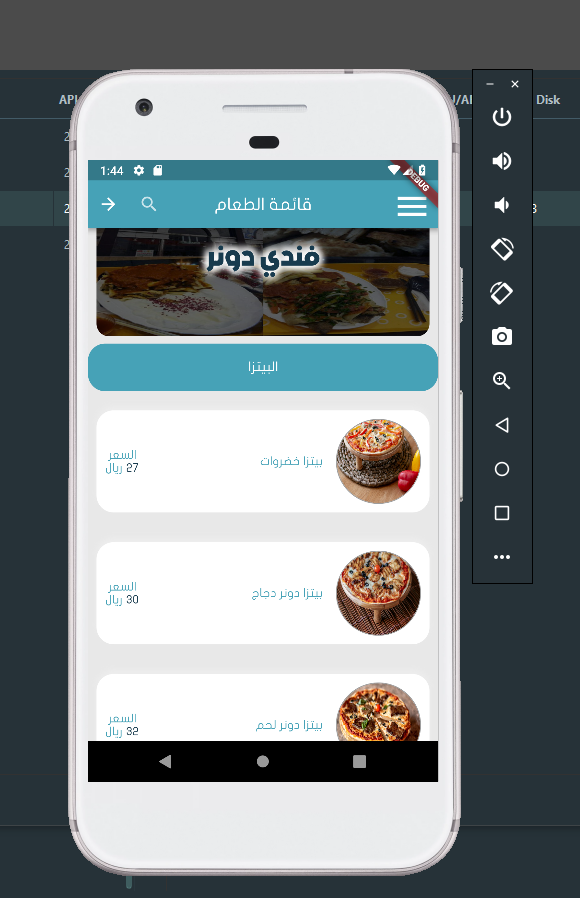 API
U/AB
Disk
1:44
DEBUG
قائمة الطعام
فندي دونر
البيتزا
بيتزا خضروات
السعر
27 ريال
بيتزا دونر دجاج
السعر
30 ريال
بيتزا دونر لحم
السعر
32 ريال